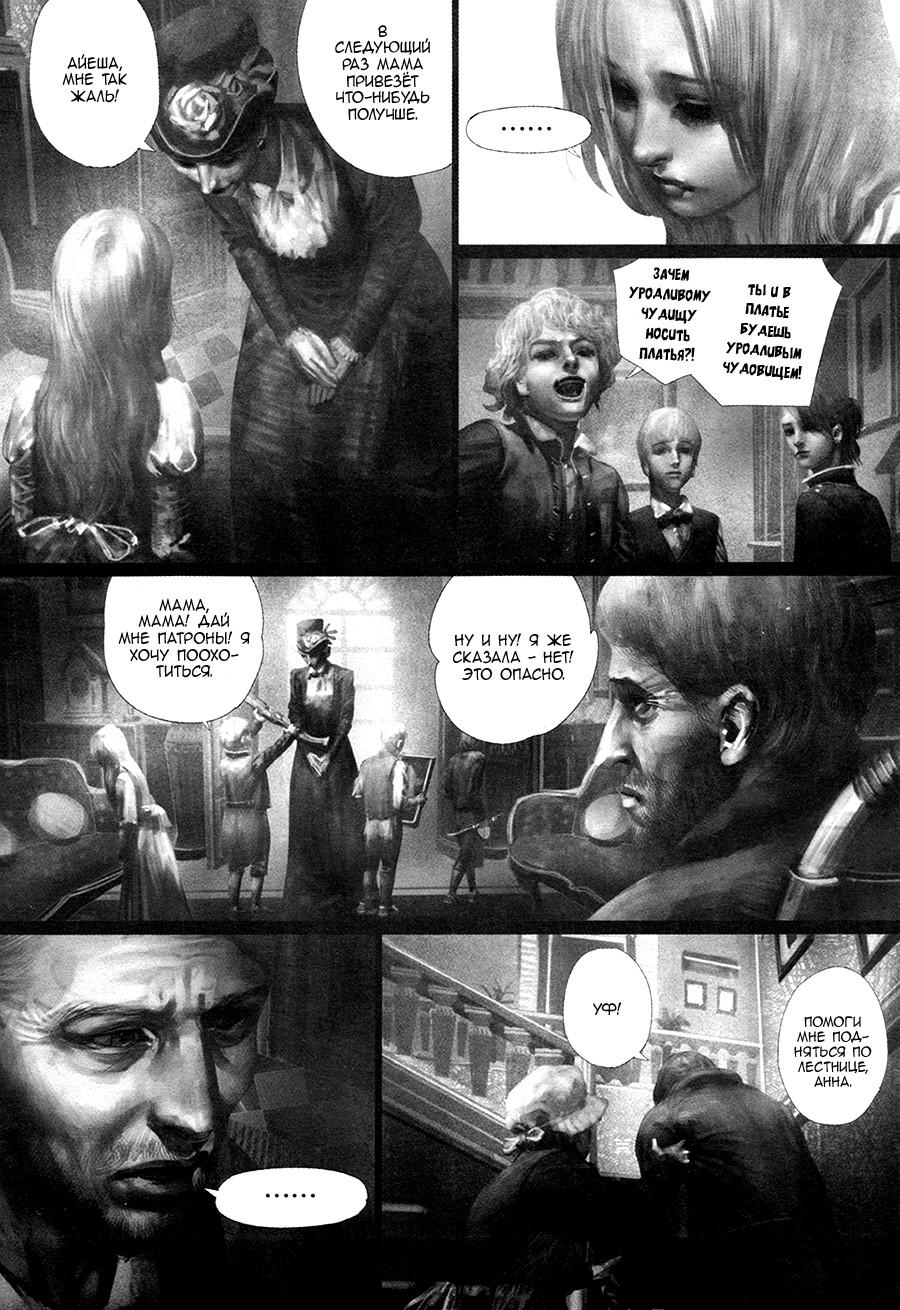 АЙЕША,
МНЕ ТАК
ЖАЛЬ!
В
СЛЕДУЮЩИЙ
РАЗ МАМА
ПРИВЕЗЁТ
ЧТО-НИБУДЬ
ПОЛУЧШЕ.
......
ЗАЧЕМ
УРОДЛИВОМУ
ЧУДИЩУ
НОСИТЬ
ПЛАТЬЯ?!
ТЫ И В
ПЛАТЬЕ
БУДЕШЬ
УРОДЛИВЫМ
ЧУДОВИЩЕМ!
МАМА,
МАМА! ДАЙ
МНЕ ПАТРОНЫ! Я
ХОЧУ ПООХО-
ТИТЬСЯ.
НУ И НУ! Я ЖЕ
СКАЗАЛА - НЕТ!
ЭТО ОПАСНО.
......
УФ!
ПОМОГИ
МНЕ ПОД-
НЯТЬСЯ ПО
ЛЕСТНИЦЕ,
АННА.